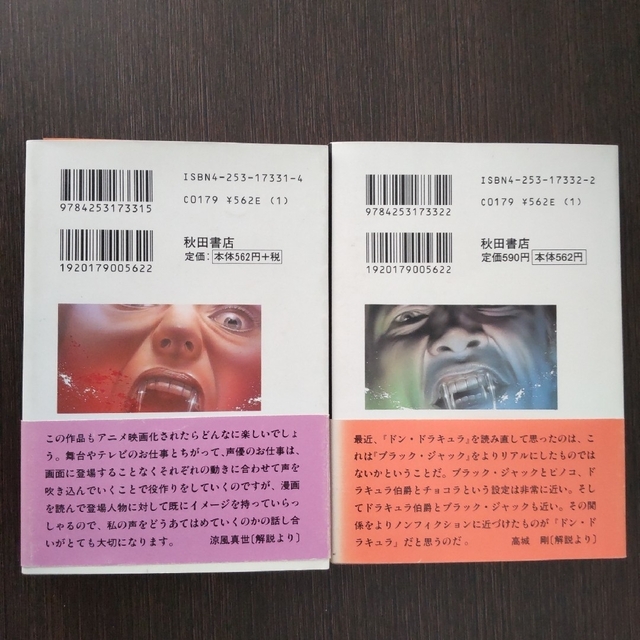 ISBN4-253-17331-4
9784253173315
C0179 ¥562E (1)
秋田書店
定価：本体562円+税
1920179005622
この作品もアニメ映画化されたらどんなに楽しいでしょ
う。舞台やテレビのお仕事とちがって、声優のお仕事は、
画面に登場することなくそれぞれの動きに合わせて声を
吹き込んでいくことで役作りをしていくのですが、漫画
を読んで登場人物に対して既にイメージを持っていらっ
しゃるので、私の声をどうあてはめていくのかの話し合
いがとても大切になります。
涼風真世〔解説より〕
ISBN4-253-17332-2
9784253173322
C0179 ¥562E (1)
秋田書店
定価590円 本体562円
1920179005622
最近、『ドン・ドラキュラ』を読み直して思ったのは、こ
れは『ブラック・ジャック』をよりリアルにしたものでは
ないかということだ。ブラック・ジャックとピノコ、ド
ラキュラ伯爵とチョコラという設定は非常に近い。そし
てドラキュラ伯爵とブラック・ジャックも近い。その関
係をよりノンフィクションに近づけたものが『ドン・ド
ラキュラ』だと思うのだ。
高城 剛〔解説より〕